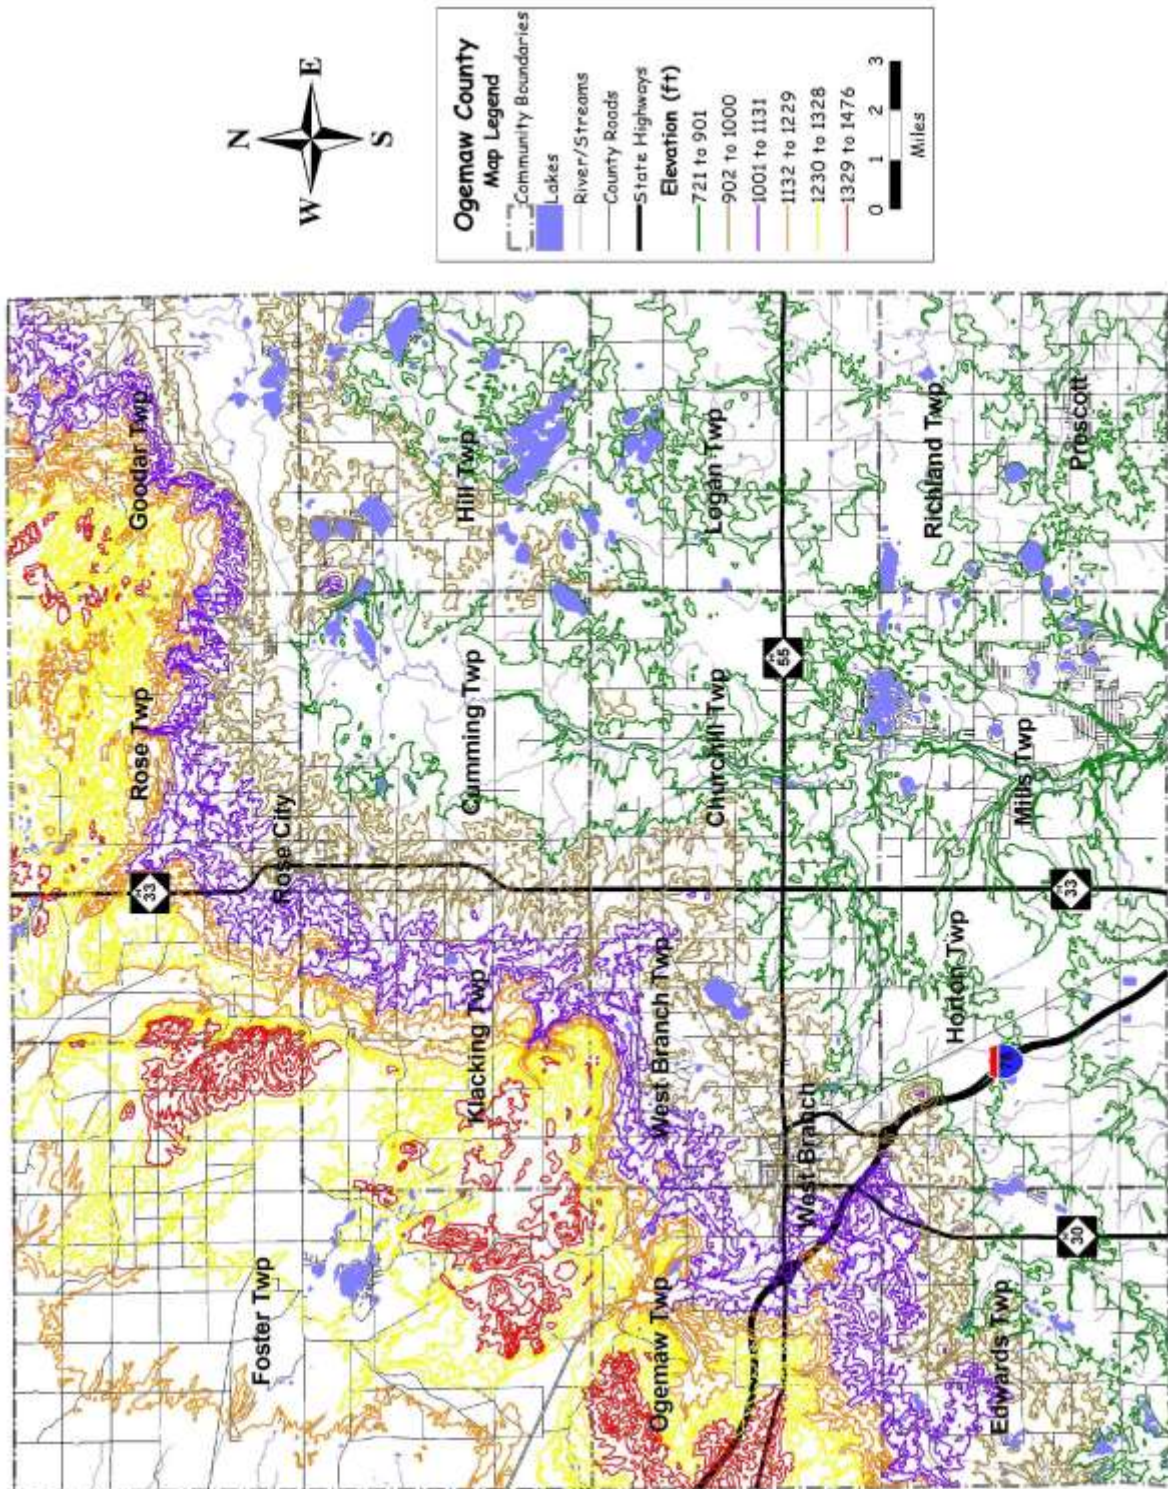 N
W
E
S
Ogemaw County
Map Legend
Community Boundaries
Lakes
River/Streams
County Roads
State Highways
Elevation (ft)
721 to 901
902 to 1000
1001 to 1131
1132 to 1229
1230 to 1328
1329 to 1476
0 1 2 3
Miles
Goodar Twp
Rose Twp
33
Rose City
Foster Twp
Hill Twp
Cumming Twp
Klacking Twp
Logan Twp
Churchill Twp
West Branch Twp
Ogemaw Twp
55
West Branch
Richland Twp
Prescott
Mills Twp
Horton Twp
Edwards Twp
33
30